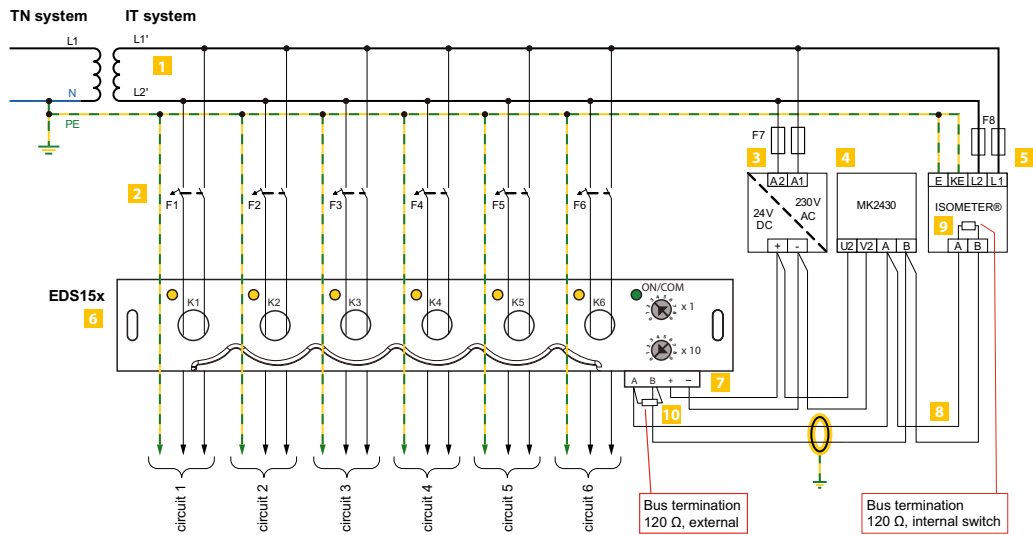 TN system
IT system
L1
L1'
1
N
L2'
PE
F7
F8
3
4
5
2
F1
F2
F3
F4
F5
F6
A2 A1
E KE L2 L1
24V
DC
230V
AC
MK2430
ISOMETER®
9
+ -
U2 V2 A B
A B
EDS15x
6
K1
K2
K3
K4
K5
K6
ON/COM
x 1
x 10
7
A B + −
10
8
circuit 1
circuit 2
circuit 3
circuit 4
circuit 5
circuit 6
Bus termination
120 Ω, external
Bus termination
120 Ω, internal switch